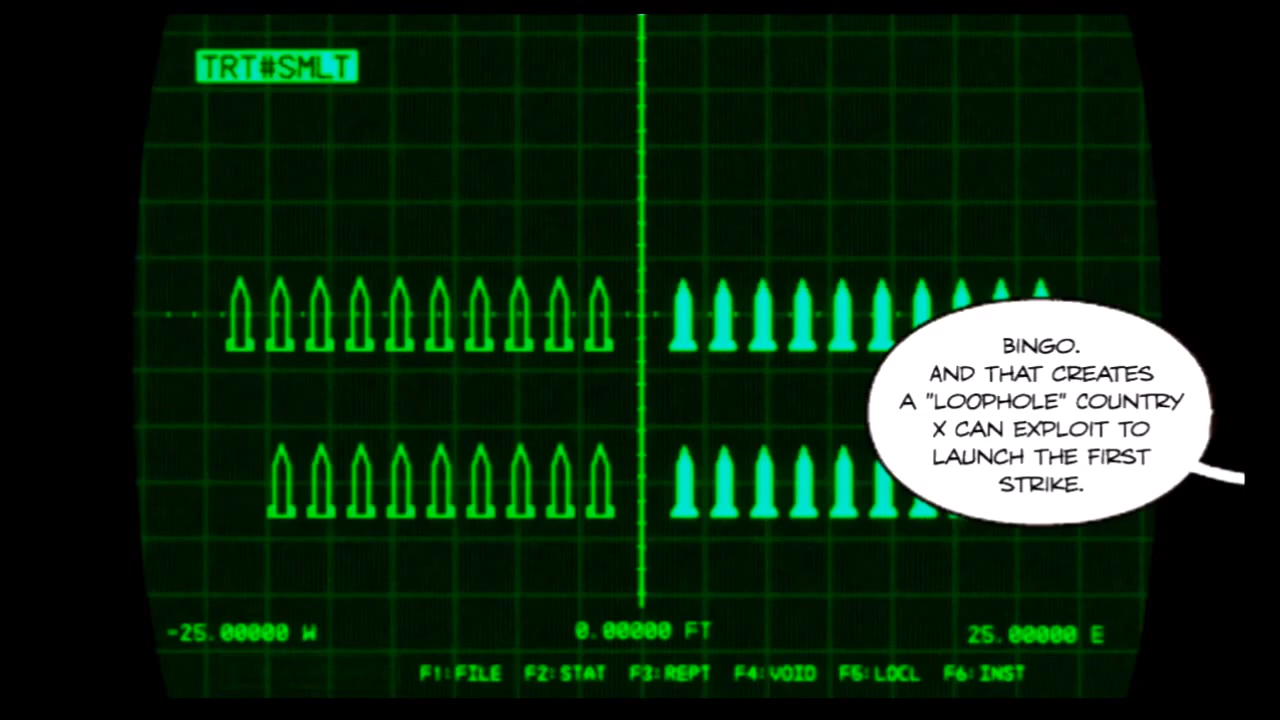 TRT#SMLT
BINGO.
AND THAT CREATES
A "LOOPHOLE" COUNTRY
X CAN EXPLOIT TO
LAUNCH THE FIRST
STRIKE.
-25.00000 W 0.00000 FT 25.00000 E
F1:FILE F2:STAT F3:REPT F4:VOID F5:LOCL F6:INST